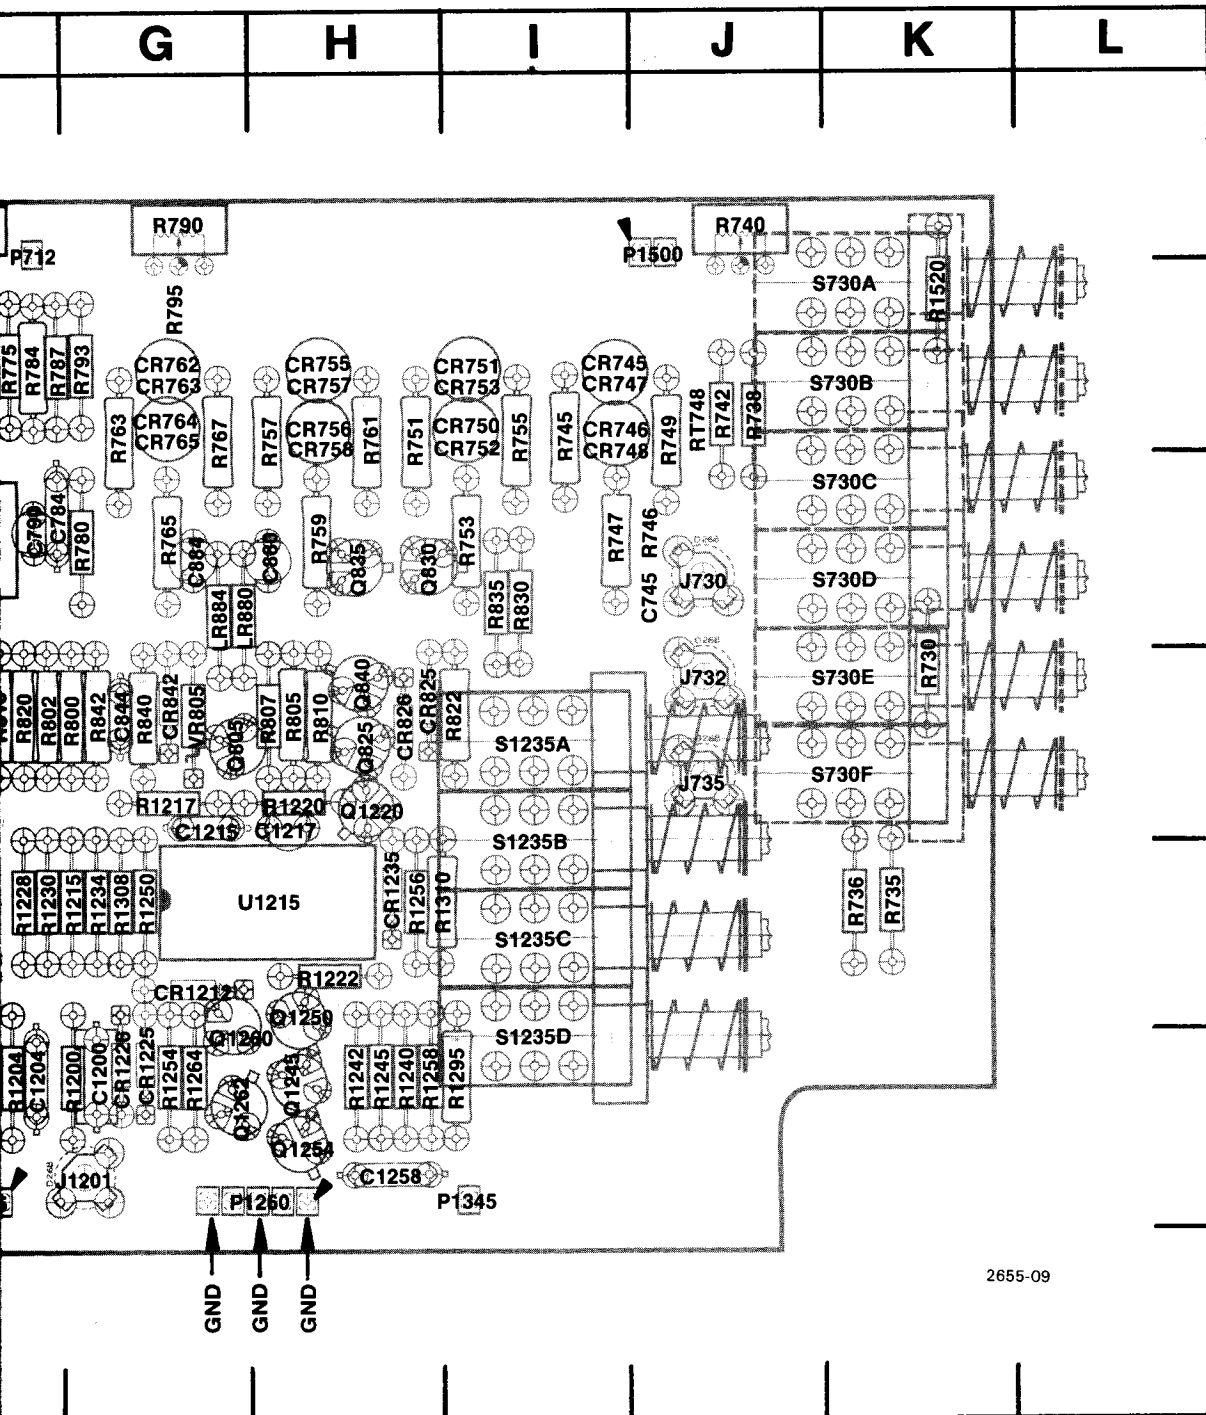 G H I J K L
R790 R740
P712 P1500
R795 S730A R1520
R775 R784 R787 R793
CR762 CR755 CR751 CR745
CR763 CR757 CR753 CR747 S730B
R763 R767 R757 R761 R751 R755 R745 R749 RT748 R742 R738
CR764 CR756 CR750 CR746
CR765 CR758 CR752 CR748
S730C
C790 C784 R780 R765 C884 C880 R759 Q835 Q830 R753 R747 R746
D268
S730D
J730
LR884 LR880 R835 R830 C745
D268
R820 R802 R800 R842 C844 R840 CR842 VR805 Q805 R807 R805 R810 Q840 Q825 CR826 CR825 R822
J732 S730E R730
S1235A
D268
J735 S730F
R1217 R1220 Q1220
C1215 C1217
S1235B
R1228 R1230 R1215 R1234 R1308 R1250 U1215 CR1235 R1256 R1310
R736 R735
S1235C
R1222
CR1212
Q1250
Q1260 S1235D
R1204 C1204 R1200 C1200 CR1226 CR1225 R1254 R1264 Q1262 Q1245 R1242 R1245 R1240 R1258 R1295
Q1254
D268
J1201 C1258
P1260 P1345
GND GND GND
2655-09